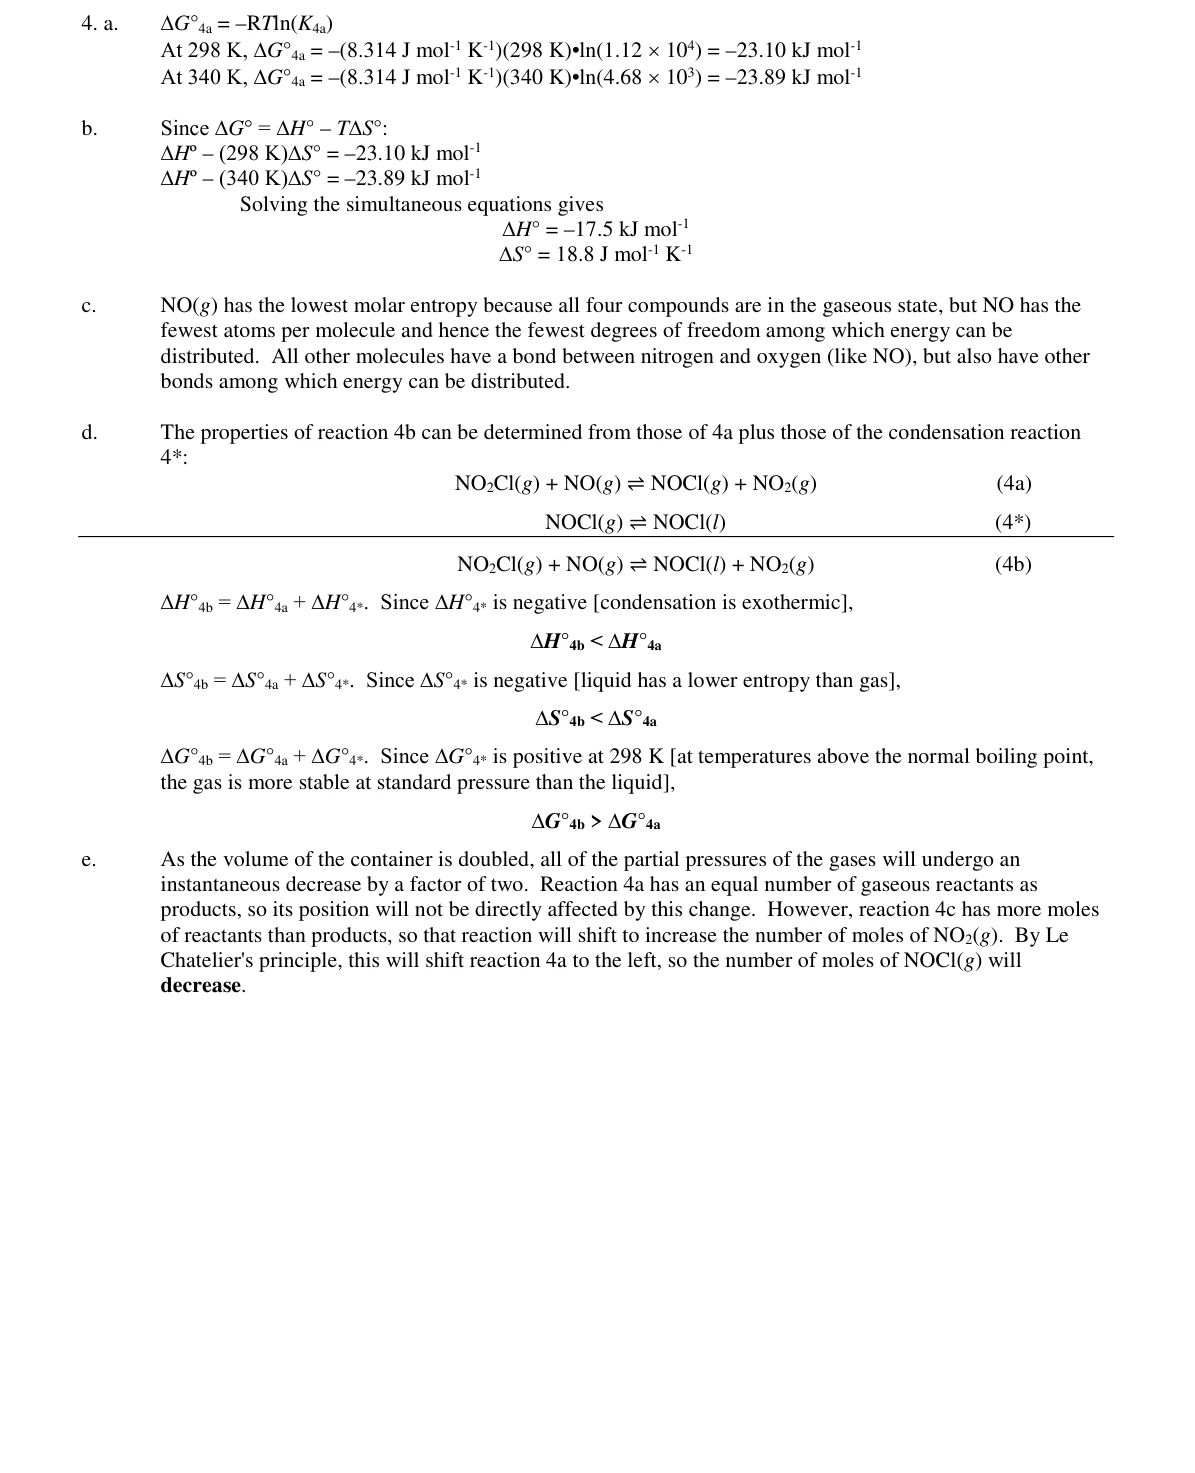 4. a. ΔG°4a = –RTln(K4a)
At 298 K, ΔG°4a = –(8.314 J mol-1 K-1)(298 K)•ln(1.12 × 10⁴) = –23.10 kJ mol-1
At 340 K, ΔG°4a = –(8.314 J mol-1 K-1)(340 K)•ln(4.68 × 10³) = –23.89 kJ mol-1
b. Since ΔG° = ΔH° – TΔS°:
ΔHº – (298 K)ΔS° = –23.10 kJ mol-1
ΔHº – (340 K)ΔS° = –23.89 kJ mol-1
Solving the simultaneous equations gives
ΔH° = –17.5 kJ mol-1
ΔS° = 18.8 J mol-1 K-1
c. NO(g) has the lowest molar entropy because all four compounds are in the gaseous state, but NO has the
fewest atoms per molecule and hence the fewest degrees of freedom among which energy can be
distributed. All other molecules have a bond between nitrogen and oxygen (like NO), but also have other
bonds among which energy can be distributed.
d. The properties of reaction 4b can be determined from those of 4a plus those of the condensation reaction
4*:
NO2Cl(g) + NO(g) ⇌ NOCl(g) + NO2(g) (4a)
NOCl(g) ⇌ NOCl(l) (4*)
NO2Cl(g) + NO(g) ⇌ NOCl(l) + NO2(g) (4b)
ΔH°4b = ΔH°4a + ΔH°4*. Since ΔH°4* is negative [condensation is exothermic],
ΔH°4b < ΔH°4a
ΔS°4b = ΔS°4a + ΔS°4*. Since ΔS°4* is negative [liquid has a lower entropy than gas],
ΔS°4b < ΔS°4a
ΔG°4b = ΔG°4a + ΔG°4*. Since ΔG°4* is positive at 298 K [at temperatures above the normal boiling point,
the gas is more stable at standard pressure than the liquid],
ΔG°4b > ΔG°4a
e. As the volume of the container is doubled, all of the partial pressures of the gases will undergo an
instantaneous decrease by a factor of two. Reaction 4a has an equal number of gaseous reactants as
products, so its position will not be directly affected by this change. However, reaction 4c has more moles
of reactants than products, so that reaction will shift to increase the number of moles of NO2(g). By Le
Chatelier's principle, this will shift reaction 4a to the left, so the number of moles of NOCl(g) will
decrease.